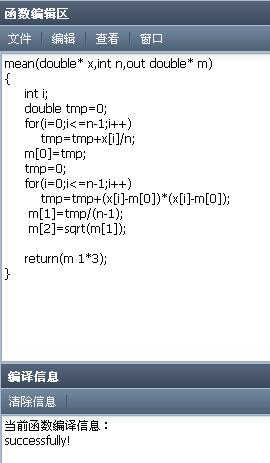 函数编辑区
文件 编辑 查看 窗口
mean(double* x,int n,out double* m)
{
int i;
double tmp=0;
for(i=0;i<=n-1;i++)
tmp=tmp+x[i]/n;
m[0]=tmp;
tmp=0;
for(i=0;i<=n-1;i++)
tmp=tmp+(x[i]-m[0])*(x[i]-m[0]);
m[1]=tmp/(n-1);
m[2]=sqrt(m[1]);
return(m 1*3);
}
编译信息
清除信息
当前函数编译信息：
successfully!